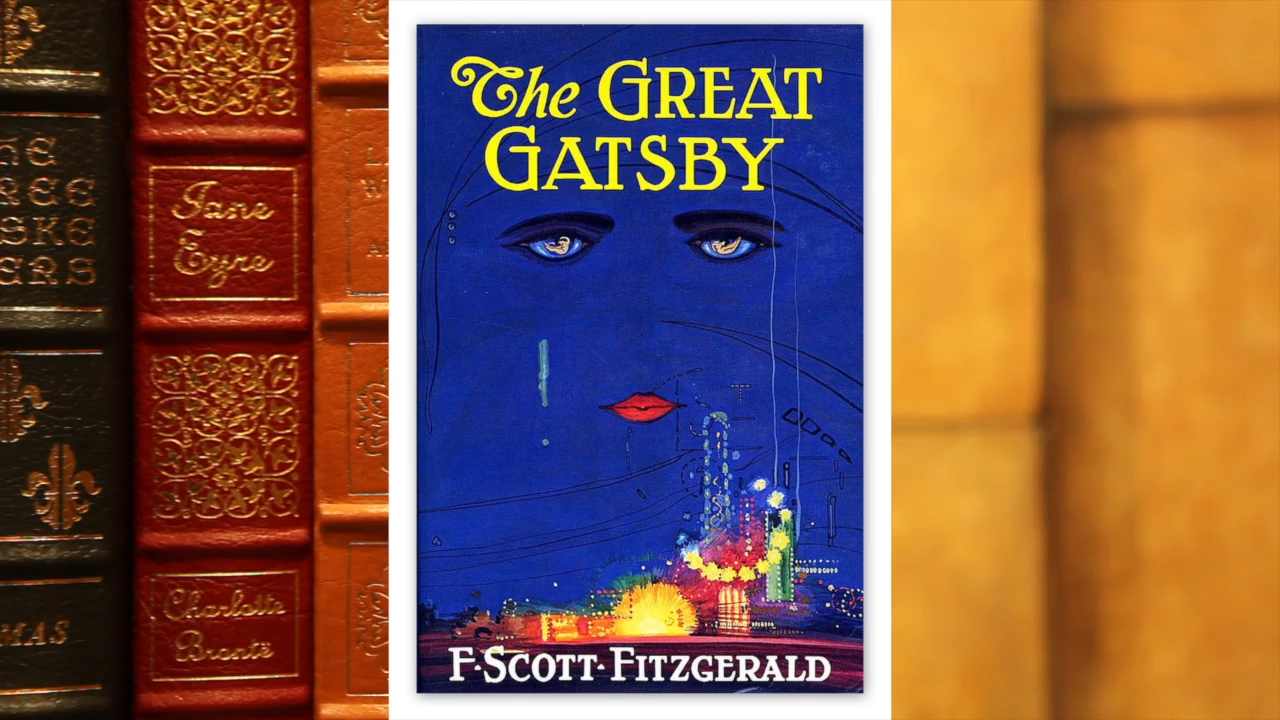 The GREAT
GATSBY
F·SCOTT·FITZGERALD
Jane
Eyre
Charlotte
Brontë